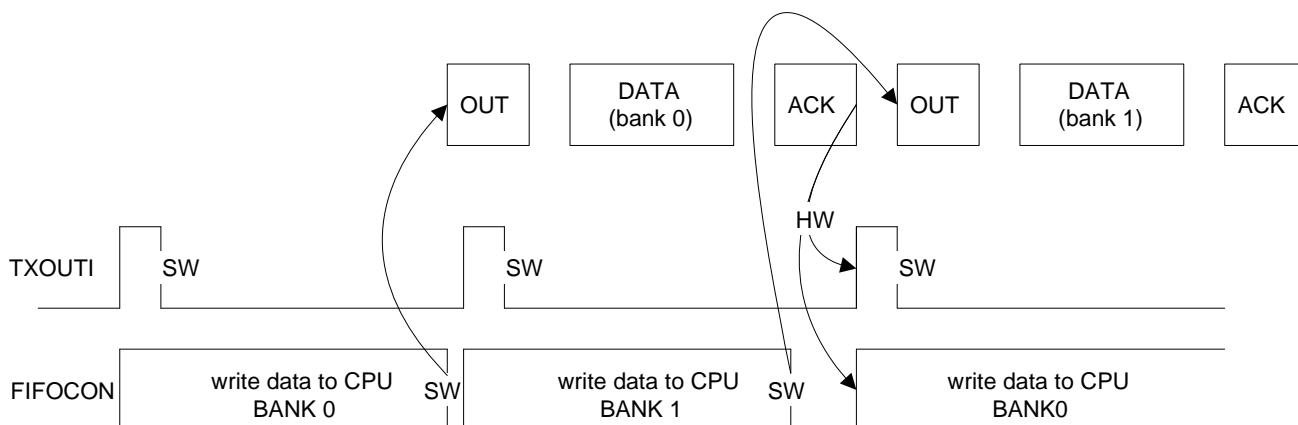 OUT
DATA
(bank 0)
ACK
OUT
DATA
(bank 1)
ACK
HW
TXOUTI
SW
SW
SW
FIFOCON
write data to CPU
BANK 0
SW
write data to CPU
BANK 1
SW
write data to CPU
BANK0